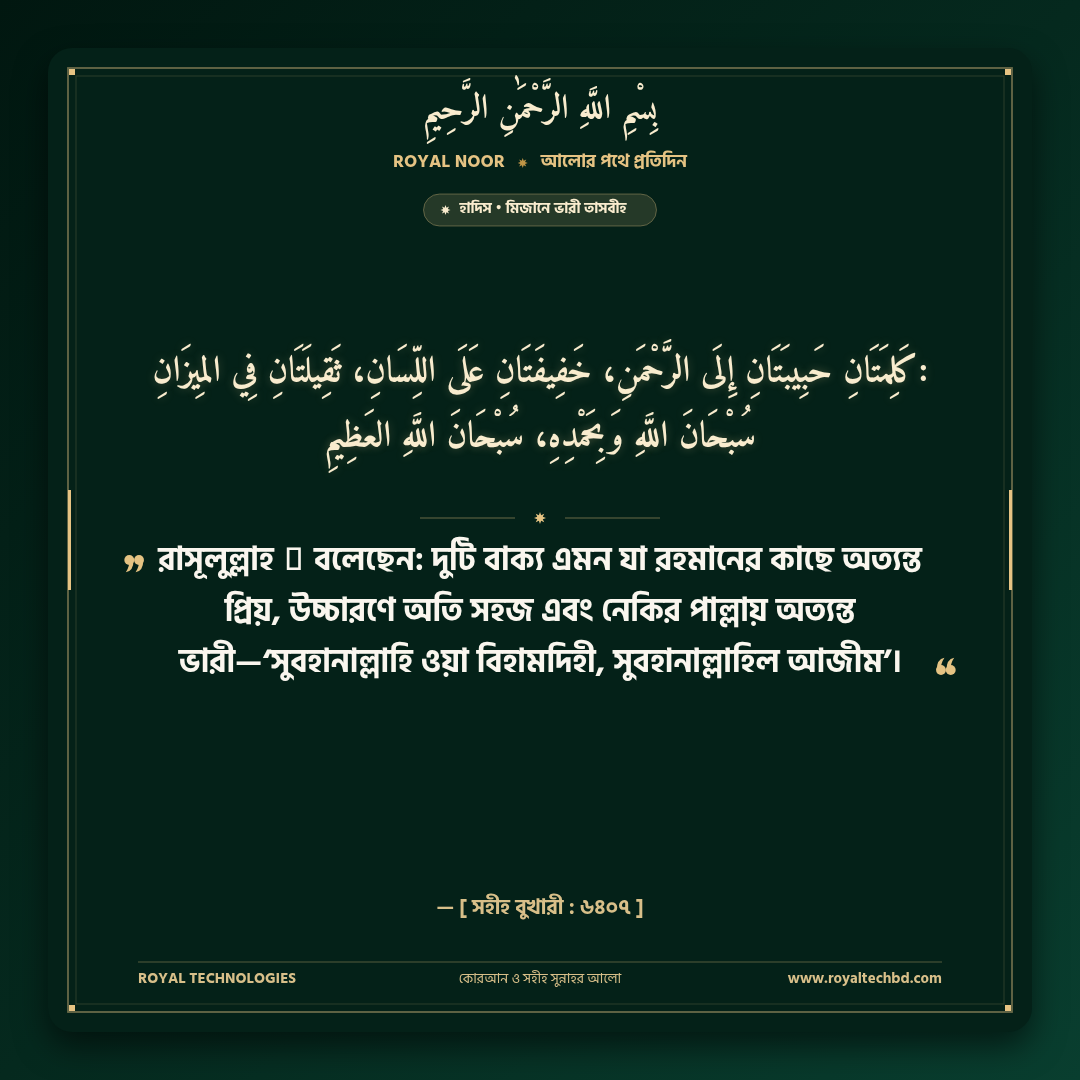 بِسْمِ اللَّهِ الرَّحْمَٰنِ الرَّحِيمِ
ROYAL NOOR ✷ আলোর পথে প্রতিদিন
✷ হাদিস • মিজানে ভারী তাসবীহ
كَلِمَتَانِ حَبِيبَتَانِ إِلَى الرَّحْمَنِ، خَفِيفَتَانِ عَلَى اللِّسَانِ، ثَقِيلَتَانِ فِي المِيزَانِ:
سُبْحَانَ اللَّهِ وَبِحَمْدِهِ، سُبْحَانَ اللَّهِ العَظِيمِ
”রাসূলুল্লাহ □ বলেছেন: দুটি বাক্য এমন যা রহমানের কাছে অত্যন্ত
প্রিয়, উচ্চারণে অতি সহজ এবং নেকির পাল্লায় অত্যন্ত
ভারী—‘সুবহানাল্লাহি ওয়া বিহামদিহী, সুবহানাল্লাহিল আজীম’। “
— [ সহীহ বুখারী : ৬৪০৭ ]
ROYAL TECHNOLOGIES কোরআন ও সহীহ সুন্নাহর আলো www.royaltechbd.com